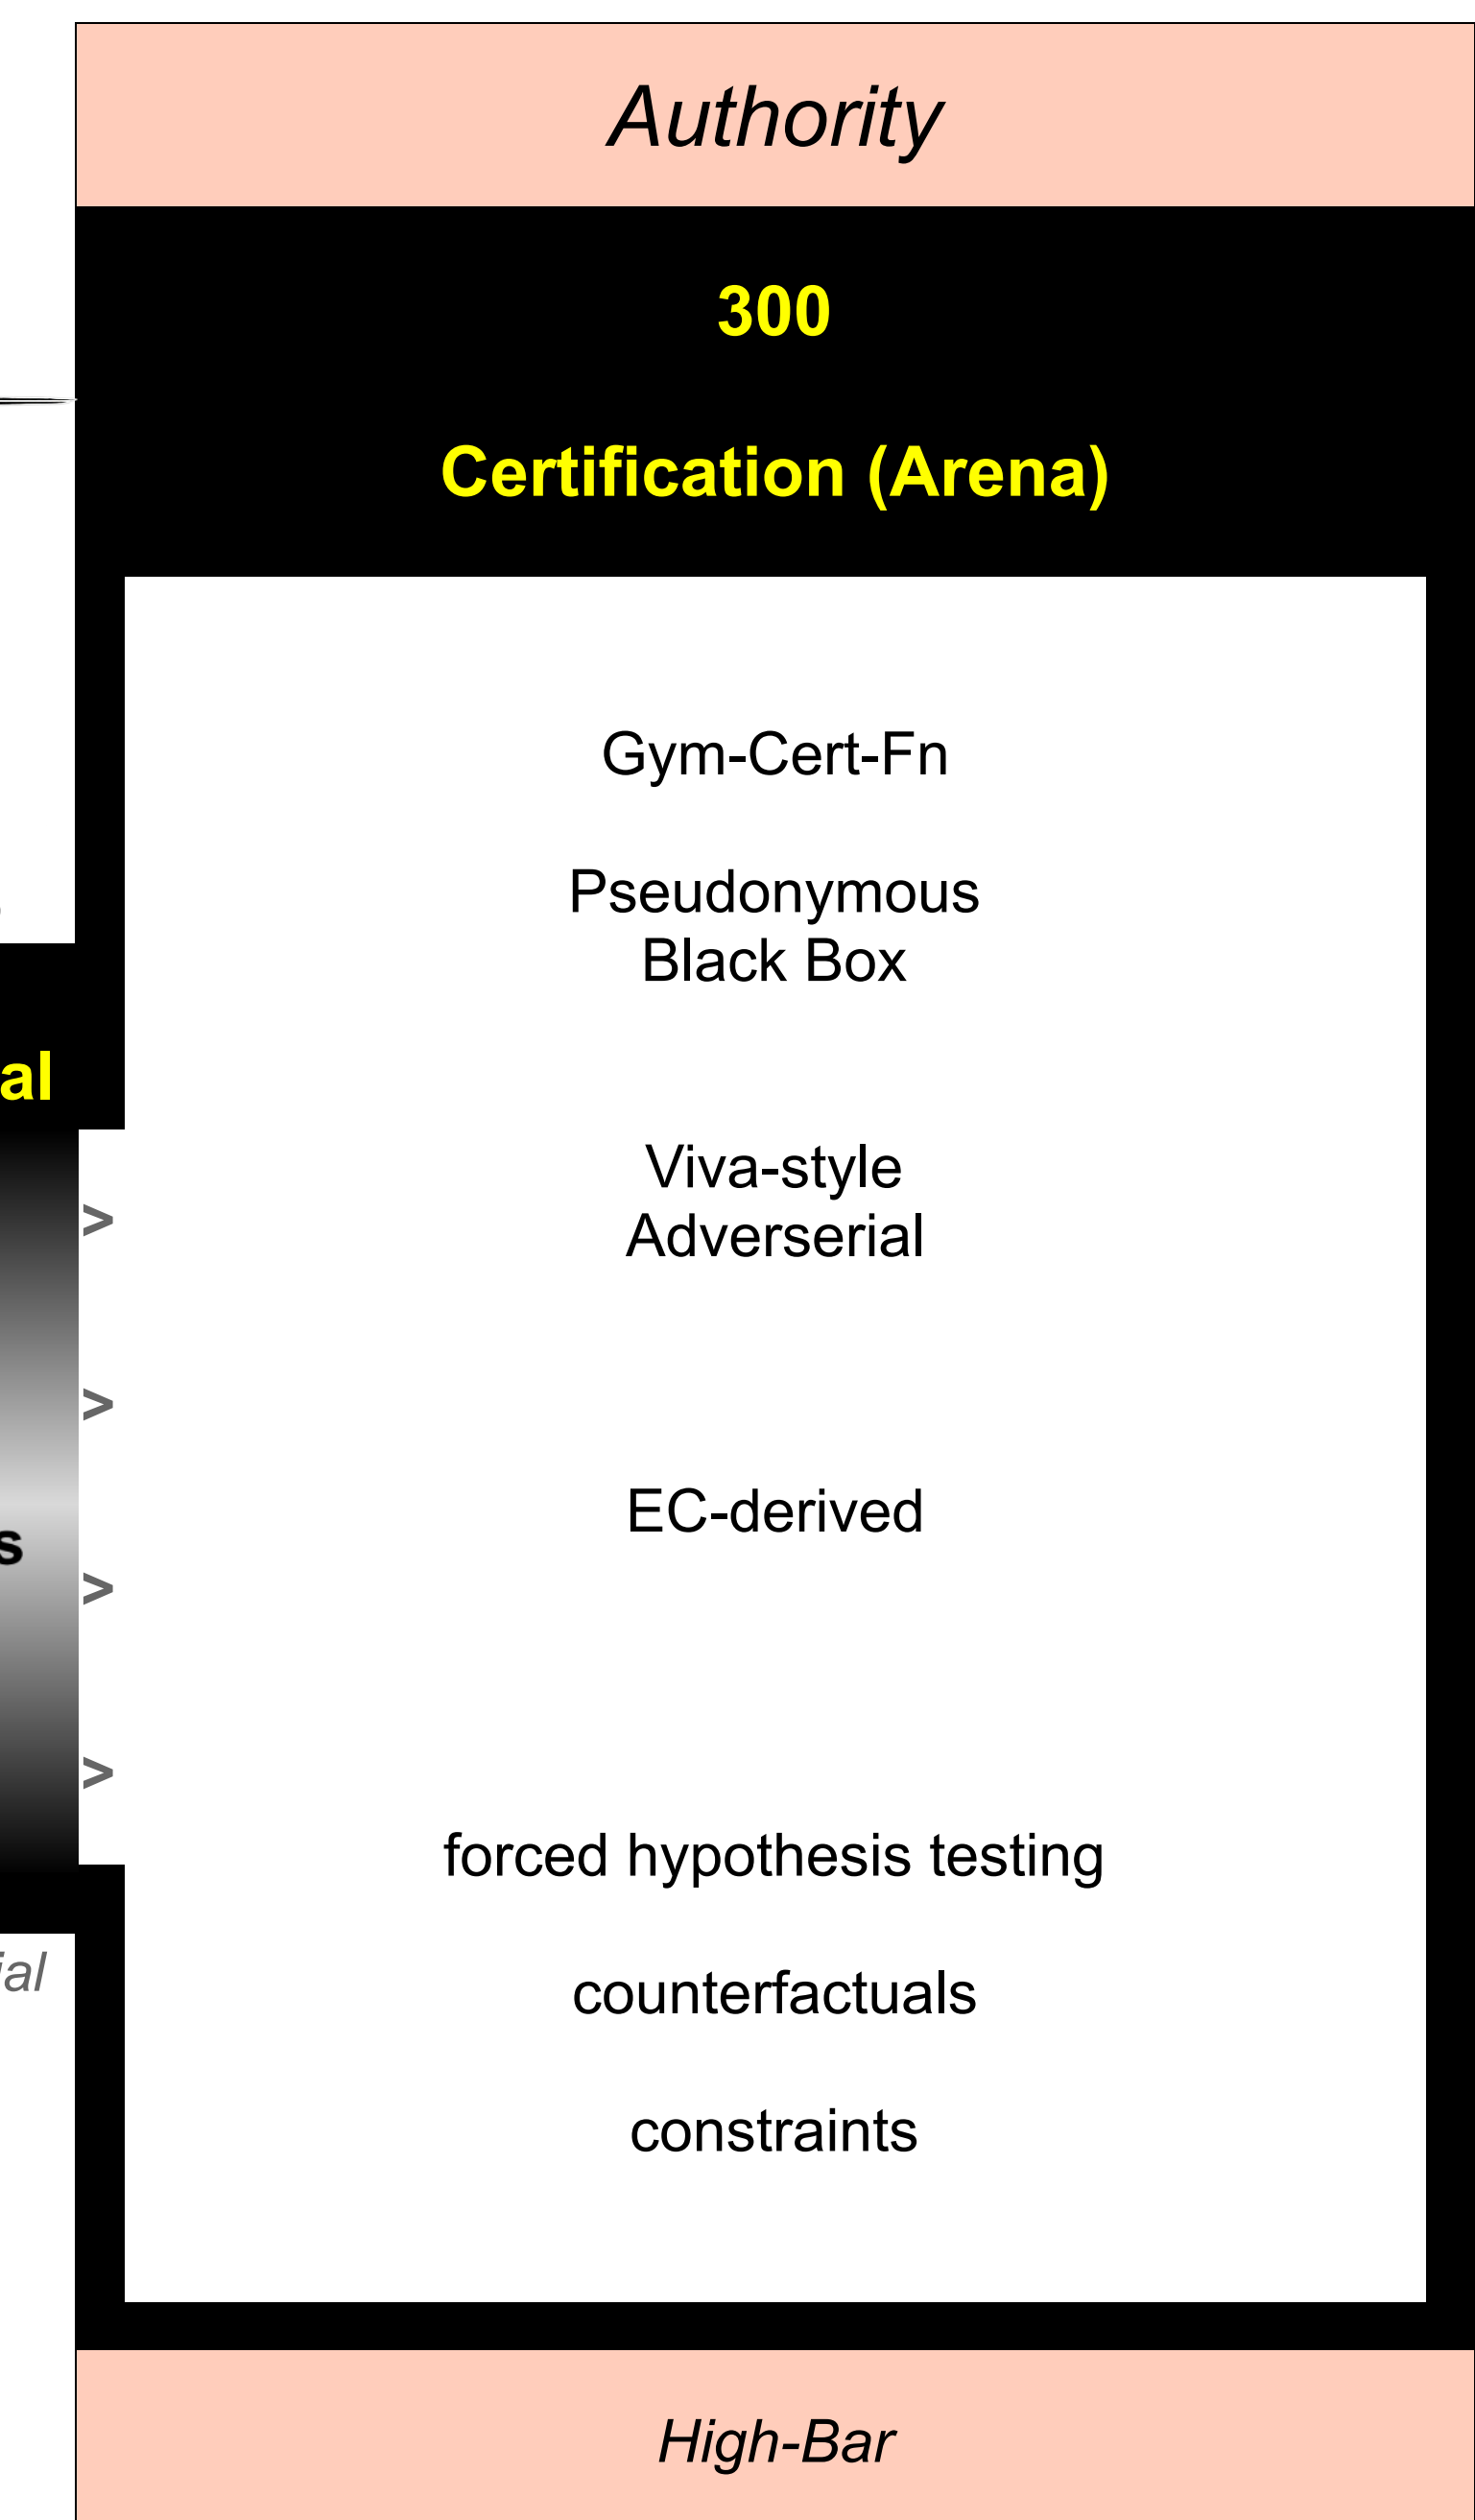 Authority
300
Certification (Arena)
Gym-Cert-Fn
Pseudonymous
Black Box
al
Viva-style
>
Adverserial
>
EC-derived
s
>
>
forced hypothesis testing
ial
counterfactuals
constraints
High-Bar